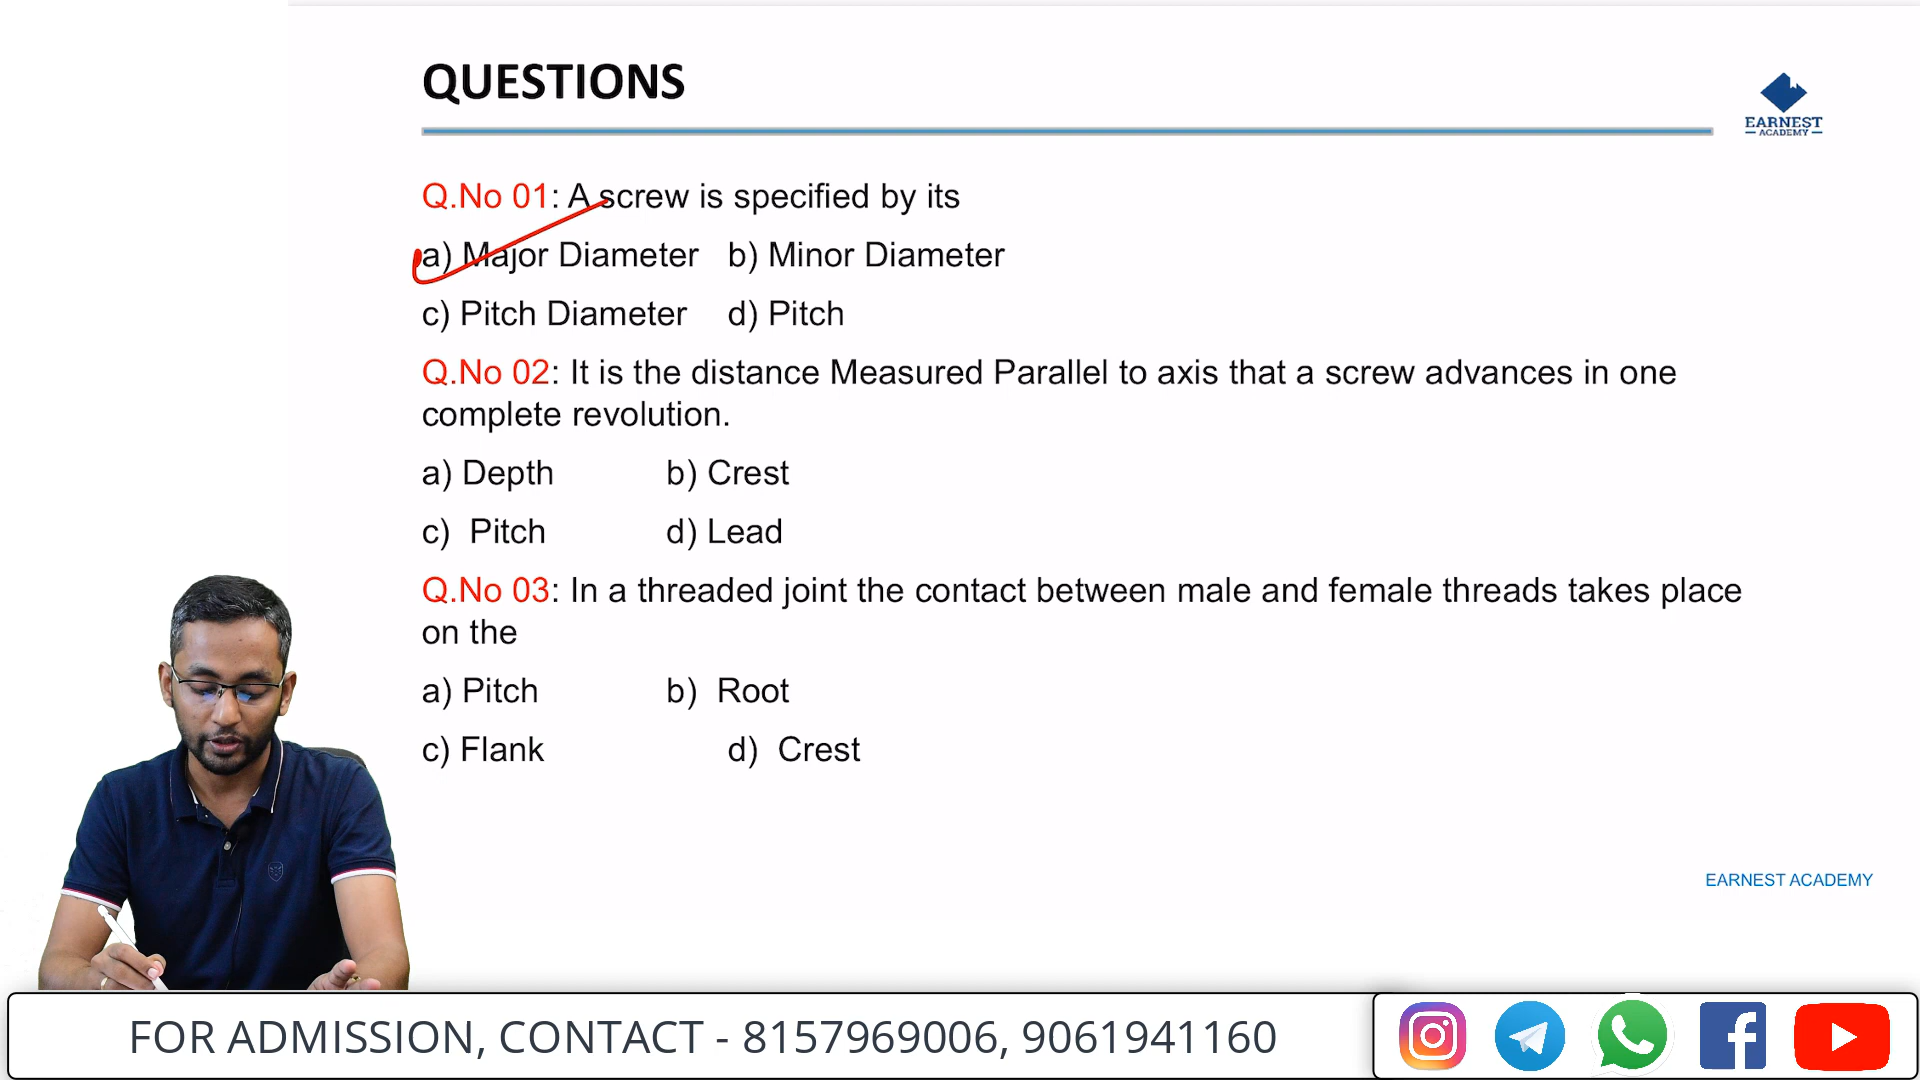 QUESTIONS
EARNEST
ACADEMY
Q.No 01: A screw is specified by its
a) Major Diameter b) Minor Diameter
c) Pitch Diameter d) Pitch
Q.No 02: It is the distance Measured Parallel to axis that a screw advances in one
complete revolution.
a) Depth b) Crest
c) Pitch d) Lead
Q.No 03: In a threaded joint the contact between male and female threads takes place
on the
a) Pitch b) Root
c) Flank d) Crest
EARNEST ACADEMY
FOR ADMISSION, CONTACT - 8157969006, 9061941160